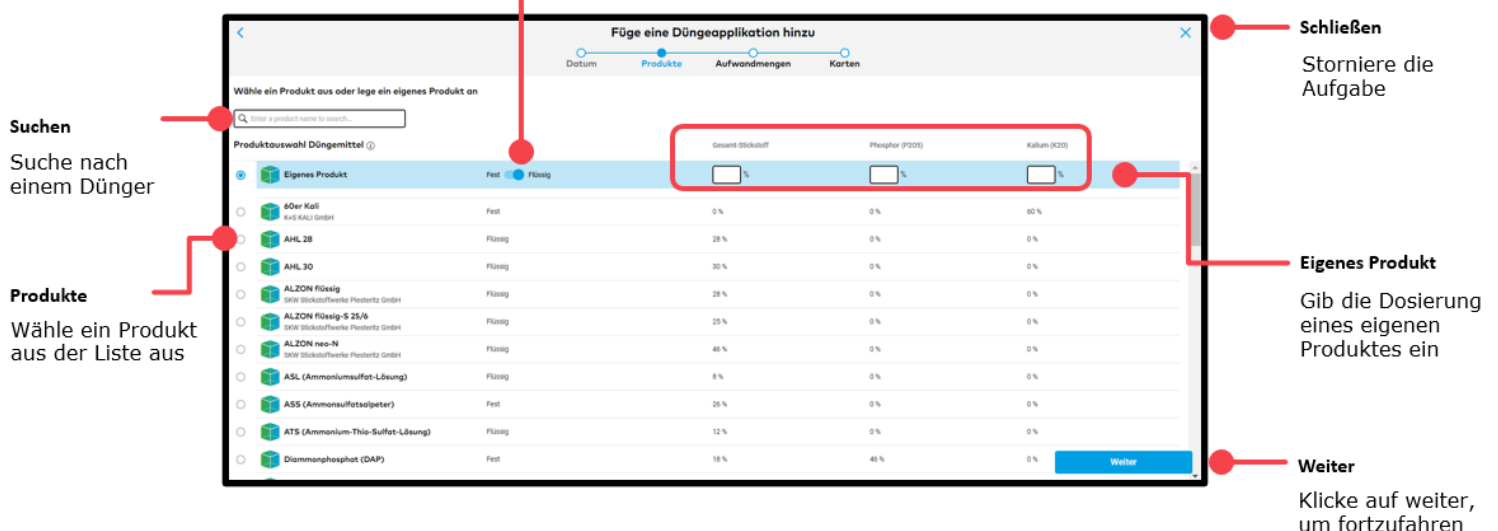 Füge eine Düngeapplikation hinzu
Datum Produkte Aufwandmengen Karten
Schließen
Storniere die
Aufgabe
Wähle ein Produkt aus oder lege ein eigenes Produkt an
Enter a product name to search...
Suchen
Suche nach
einem Dünger
Produktauswahl Düngemittel Gesamt-Stickstoff Phosphor (P2O5) Kalium (K2O)
Eigenes Produkt Fest Flüssig % % %
60er Kali Fest 0 % 0 % 60 %
K+S KALI GmbH
AHL 28 Flüssig 28 % 0 % 0 %
AHL 30 Flüssig 30 % 0 % 0 %
ALZON flüssig Flüssig 28 % 0 % 0 %
SKW Stickstoffwerke Piesteritz GmbH
ALZON flüssig-S 25/6 Flüssig 25 % 0 % 0 %
SKW Stickstoffwerke Piesteritz GmbH
ALZON neo-N Flüssig 46 % 0 % 0 %
SKW Stickstoffwerke Piesteritz GmbH
ASL (Ammoniumsulfat-Lösung) Flüssig 8 % 0 % 0 %
ASS (Ammonsulfatsalpeter) Fest 26 % 0 % 0 %
ATS (Ammonium-Thio-Sulfat-Lösung) Flüssig 12 % 0 % 0 %
Diammonphosphat (DAP) Fest 18 % 46 % 0 %
Weiter
Produkte
Wähle ein Produkt
aus der Liste aus
Eigenes Produkt
Gib die Dosierung
eines eigenen
Produktes ein
Weiter
Klicke auf weiter,
um fortzufahren